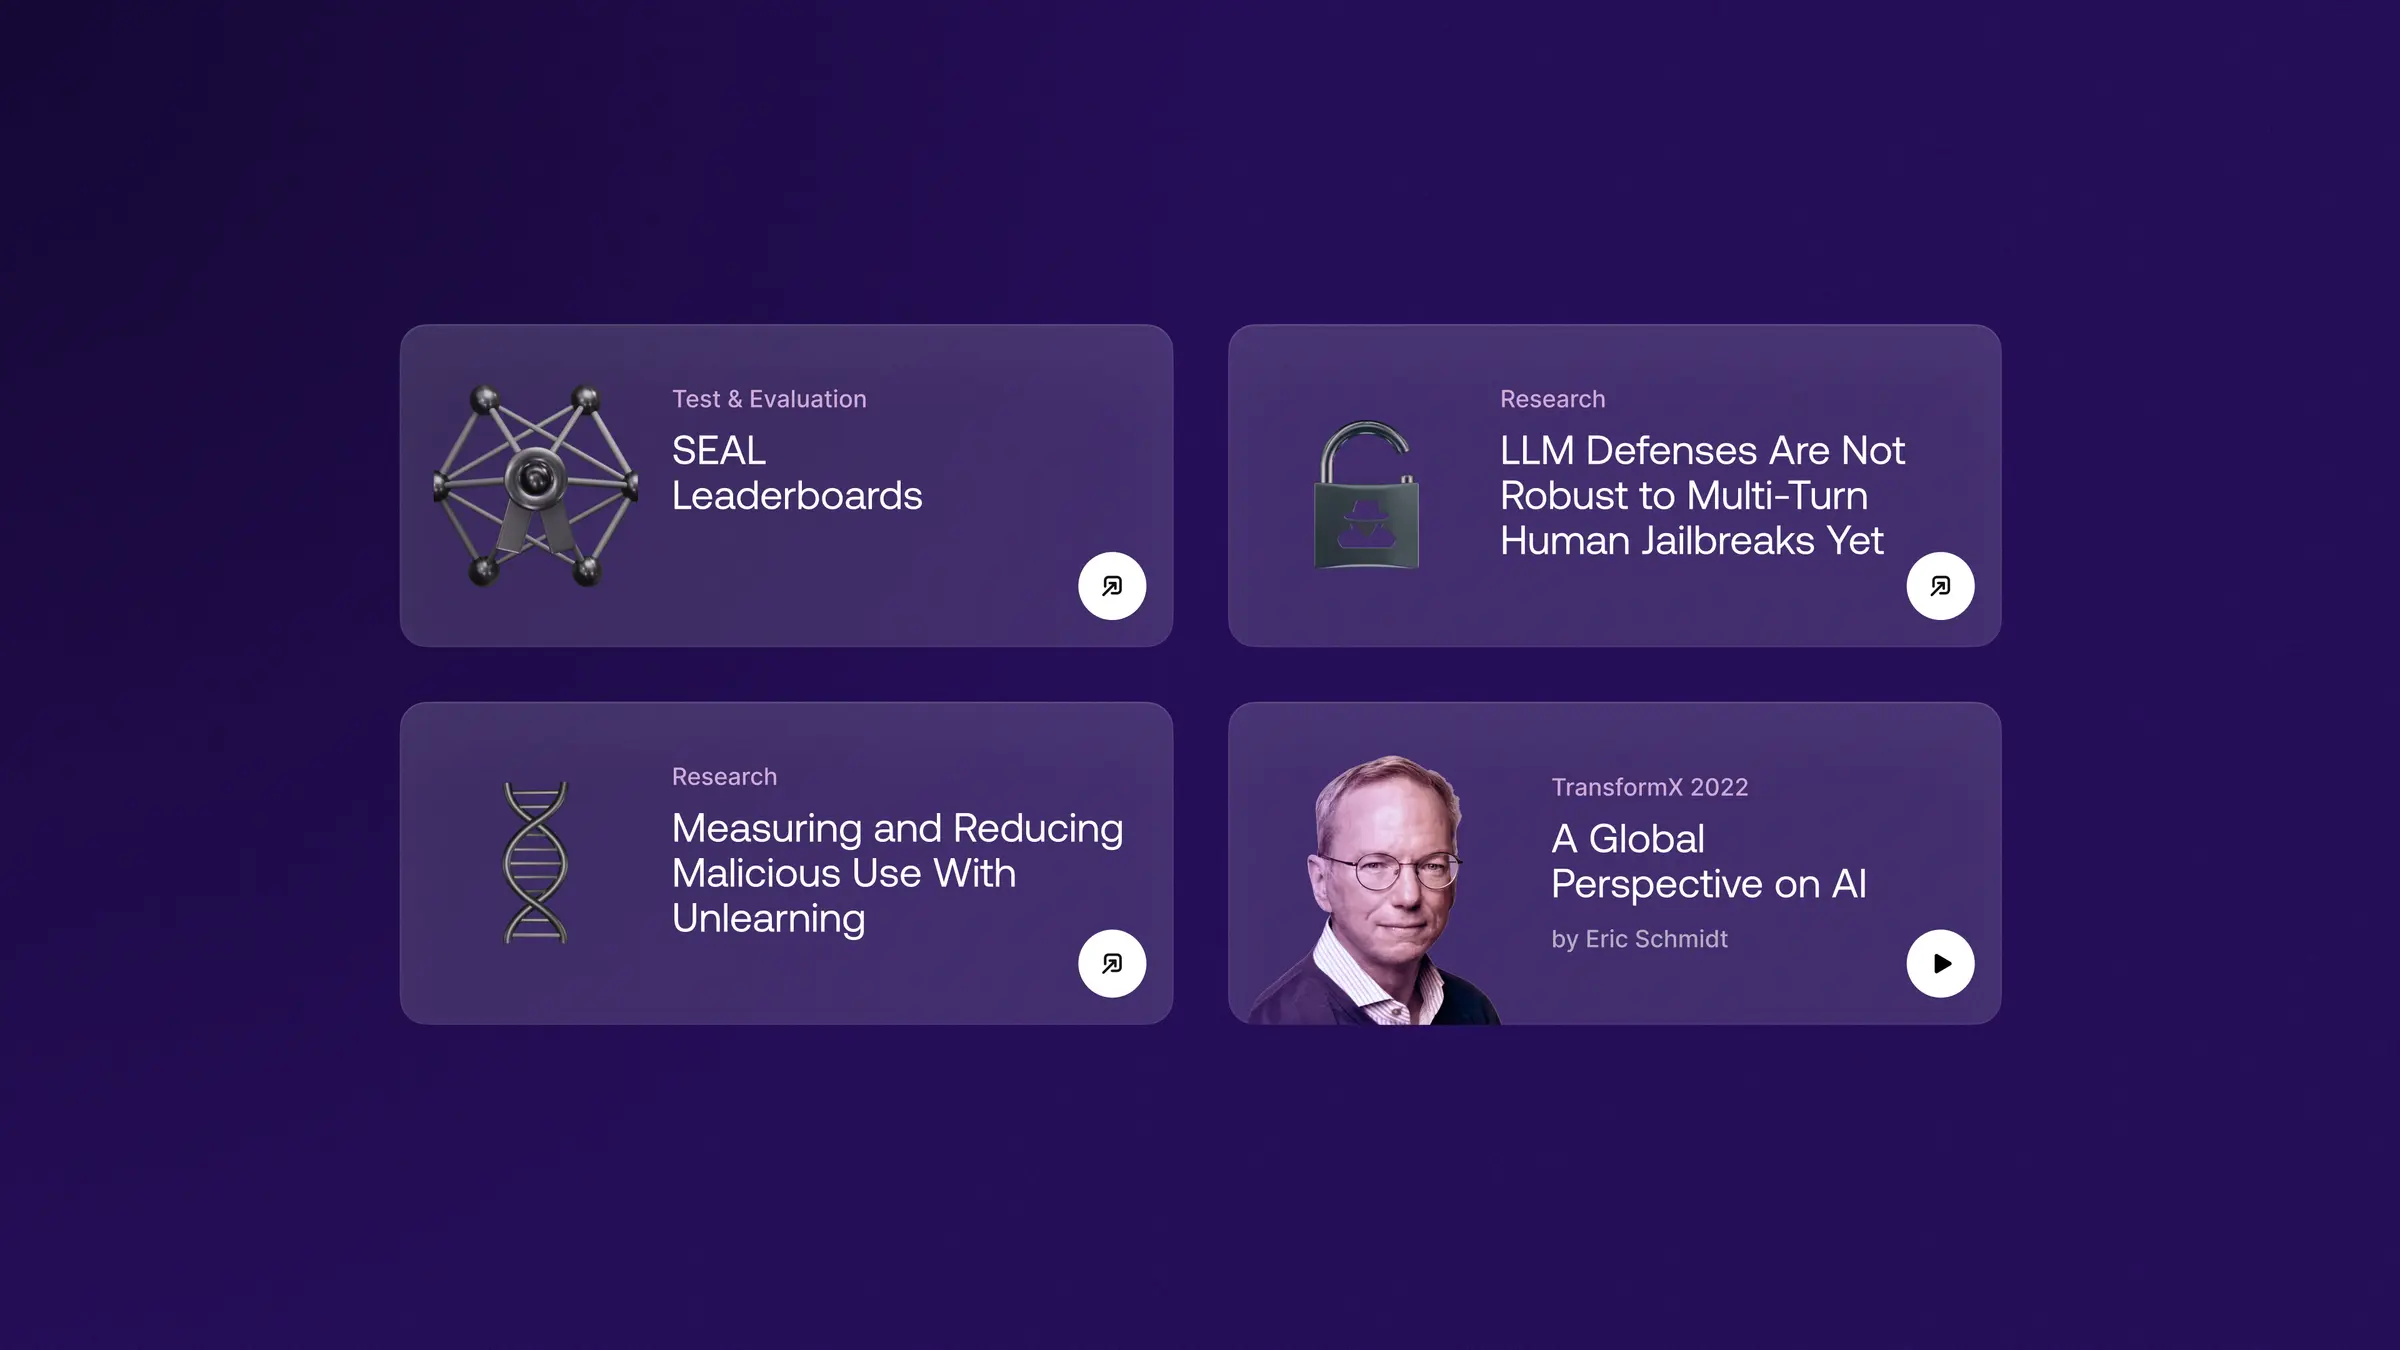 Test & Evaluation
SEAL
Leaderboards
Research
LLM Defenses Are Not
Robust to Multi-Turn
Human Jailbreaks Yet
Research
Measuring and Reducing
Malicious Use With
Unlearning
TransformX 2022
A Global
Perspective on AI
by Eric Schmidt